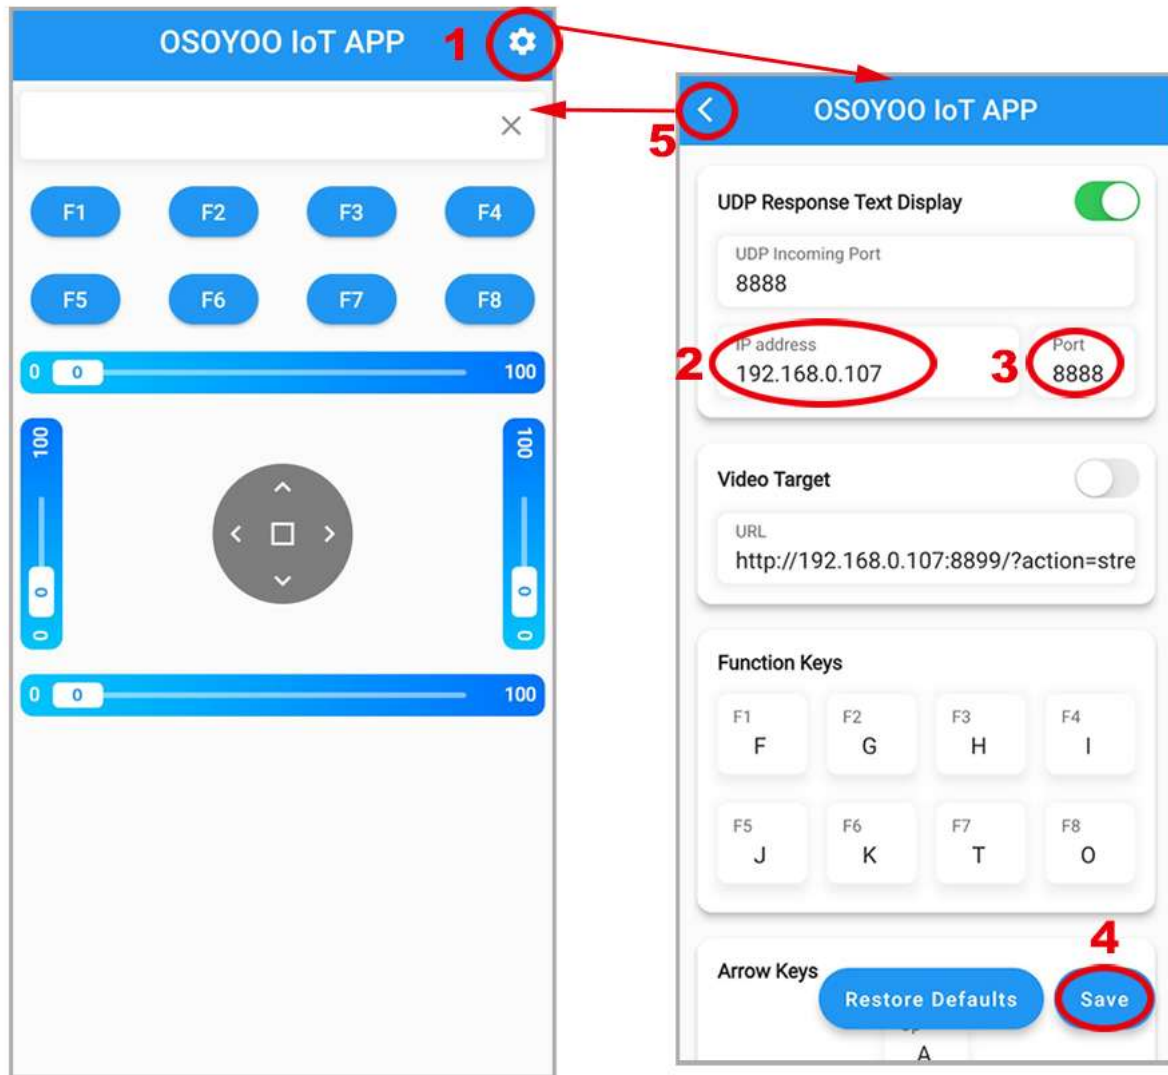 OSOYOO IoT APP 1
F1 F2 F3 F4
F5 F6 F7 F8
0 0 100
100
0
0
100
0
0
0 0 100
5
OSOYOO IoT APP
UDP Response Text Display
UDP Incoming Port
8888
IP address Port
2 192.168.0.107 3 8888
Video Target
URL
http://192.168.0.107:8899/?action=stre
Function Keys
F1 F2 F3 F4
F G H I
F5 F6 F7 F8
J K T O
4
Arrow Keys
Restore Defaults Save
A